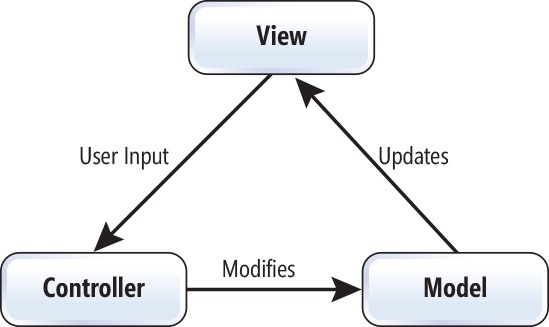 View
User Input
Updates
Controller
Modifies
Model